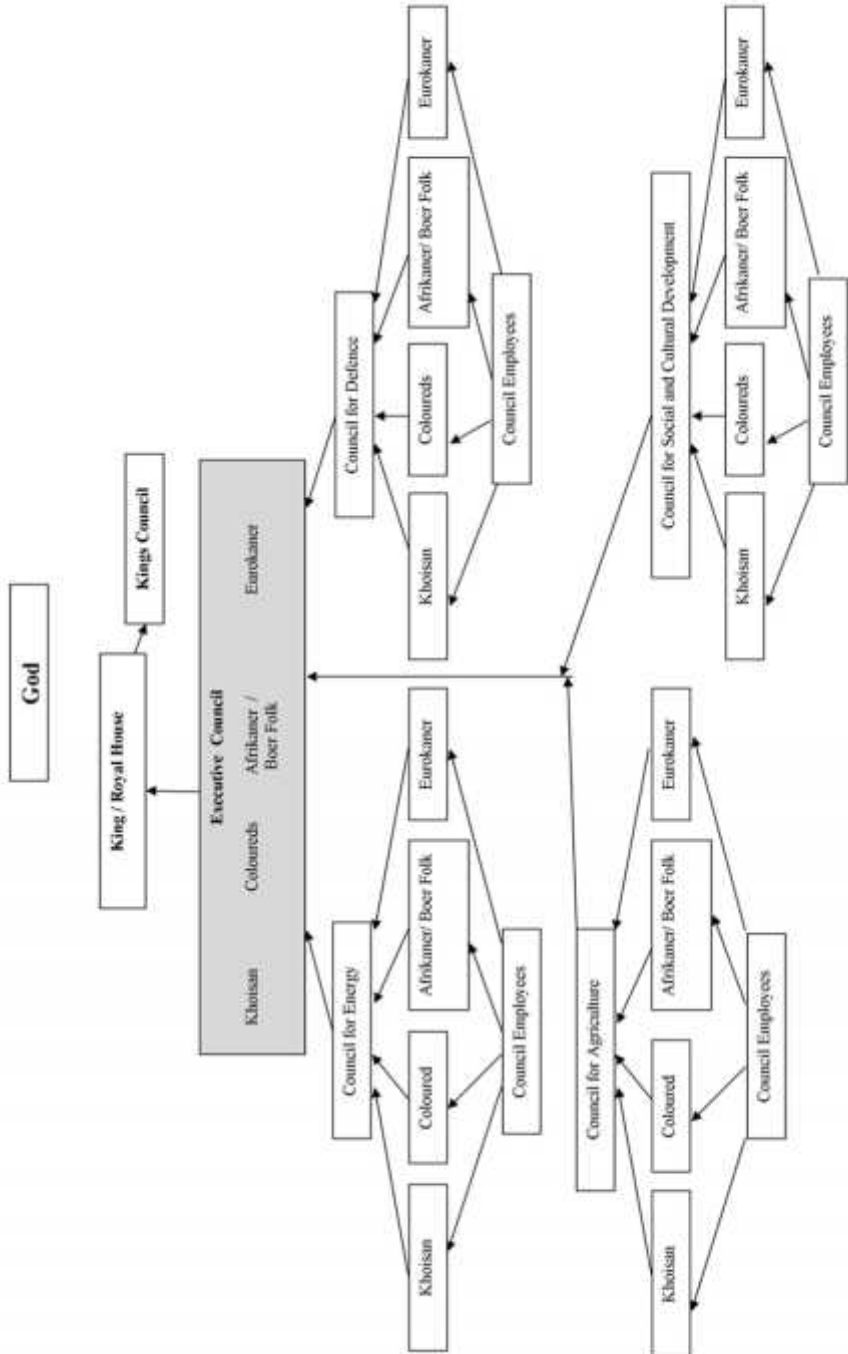 God
King / Royal House
Kings Council
Executive Council
Khoisan Coloureds Afrikaner / Eurokaner
Boer Folk
Council for Energy
Khoisan
Coloured
Afrikaner/ Boer Folk
Eurokaner
Council Employees
Council for Defence
Khoisan
Coloureds
Afrikaner/ Boer Folk
Eurokaner
Council Employees
Council for Agriculture
Khoisan
Coloured
Afrikaner/ Boer Folk
Eurokaner
Council Employees
Council for Social and Cultural Development
Khoisan
Coloureds
Afrikaner/ Boer Folk
Eurokaner
Council Employees